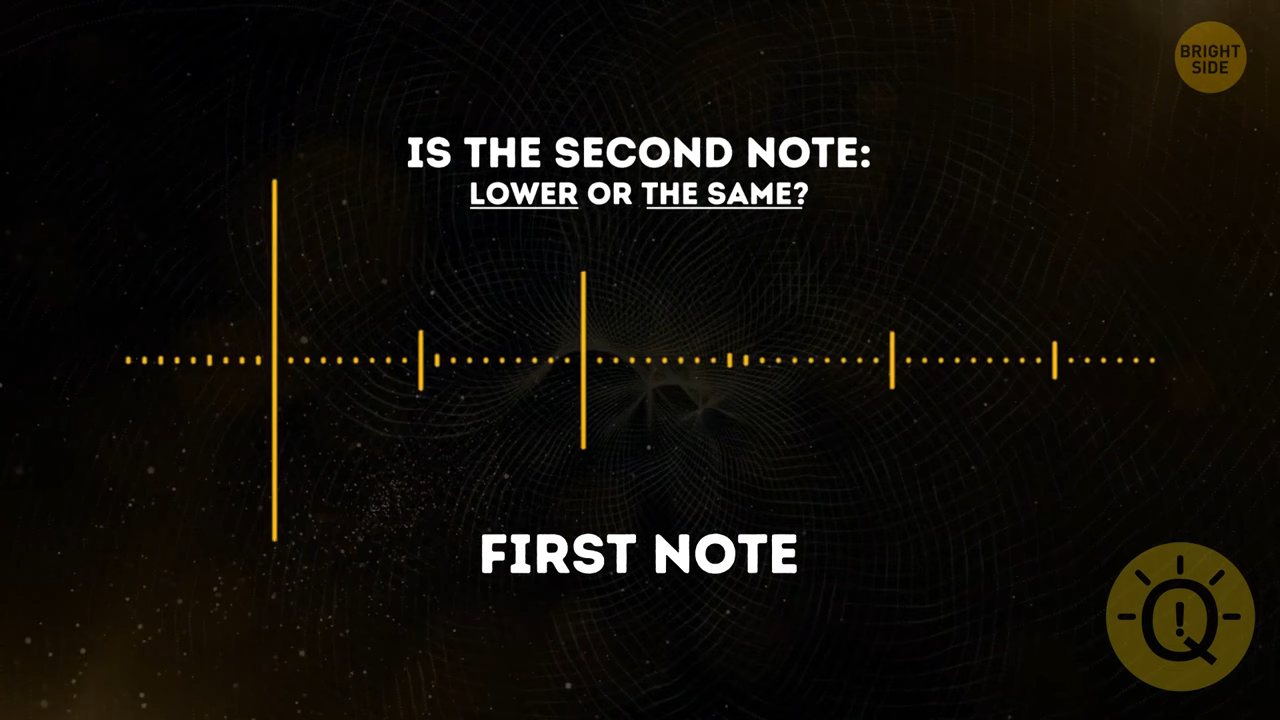 BRIGHT
SIDE
IS THE SECOND NOTE:
LOWER OR THE SAME?
FIRST NOTE
Q!